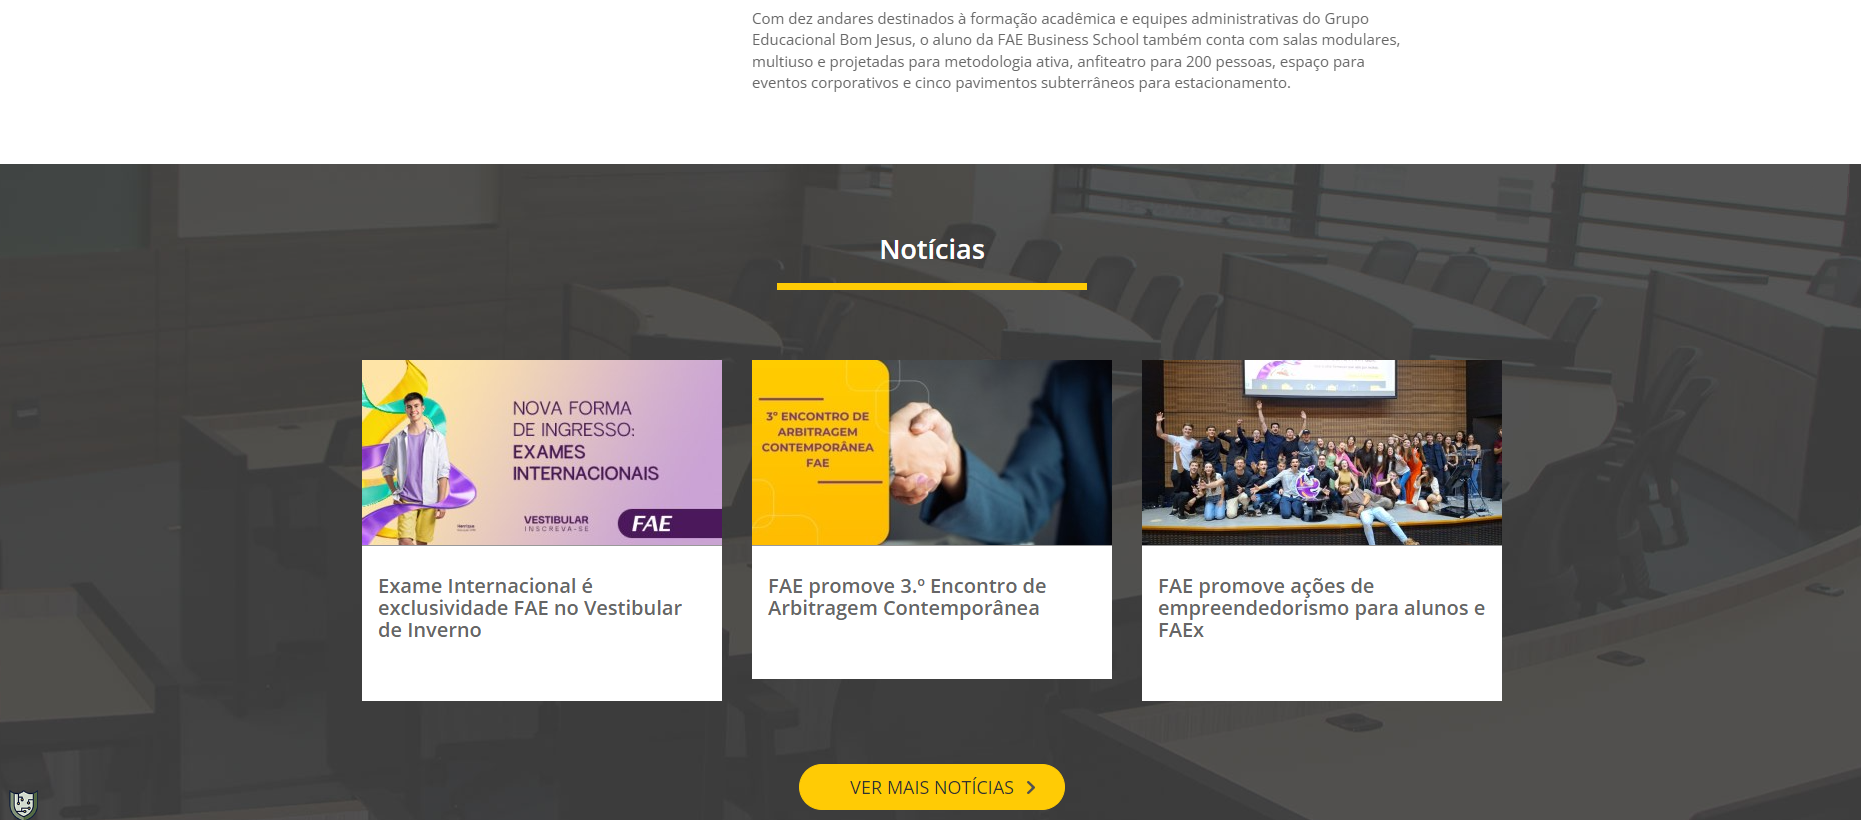 Com dez andares destinados à formação acadêmica e equipes administrativas do Grupo
Educacional Bom Jesus, o aluno da FAE Business School também conta com salas modulares,
multiuso e projetadas para metodologia ativa, anfiteatro para 200 pessoas, espaço para
eventos corporativos e cinco pavimentos subterrâneos para estacionamento.
Notícias
NOVA FORMA
DE INGRESSO:
EXAMES
INTERNACIONAIS
VESTIBULAR
INSCREVA-SE
FAE
3º ENCONTRO DE
ARBITRAGEM
CONTEMPORÂNEA
FAE
Exame Internacional é
exclusividade FAE no Vestibular
de Inverno
FAE promove 3.º Encontro de
Arbitragem Contemporânea
FAE promove ações de
empreendedorismo para alunos e
FAEx
VER MAIS NOTÍCIAS